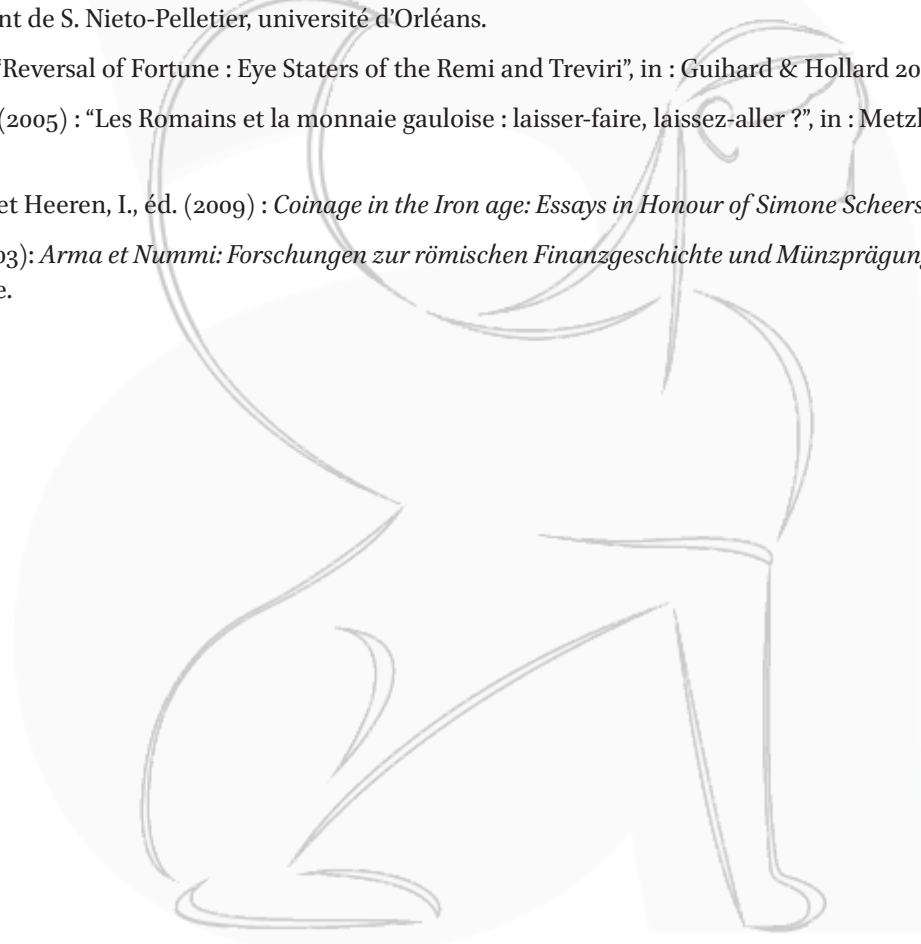 nt de S. Nieto-Pelletier, université d’Orléans.
“Reversal of Fortune : Eye Staters of the Remi and Treviri”, in : Guihard & Hollard 20
(2005) : “Les Romains et la monnaie gauloise : laisser-faire, laissez-aller ?”, in : Metzl
et Heeren, I., éd. (2009) : Coinage in the Iron age: Essays in Honour of Simone Scheers
03): Arma et Nummi: Forschungen zur römischen Finanzgeschichte und Münzprägung
e.